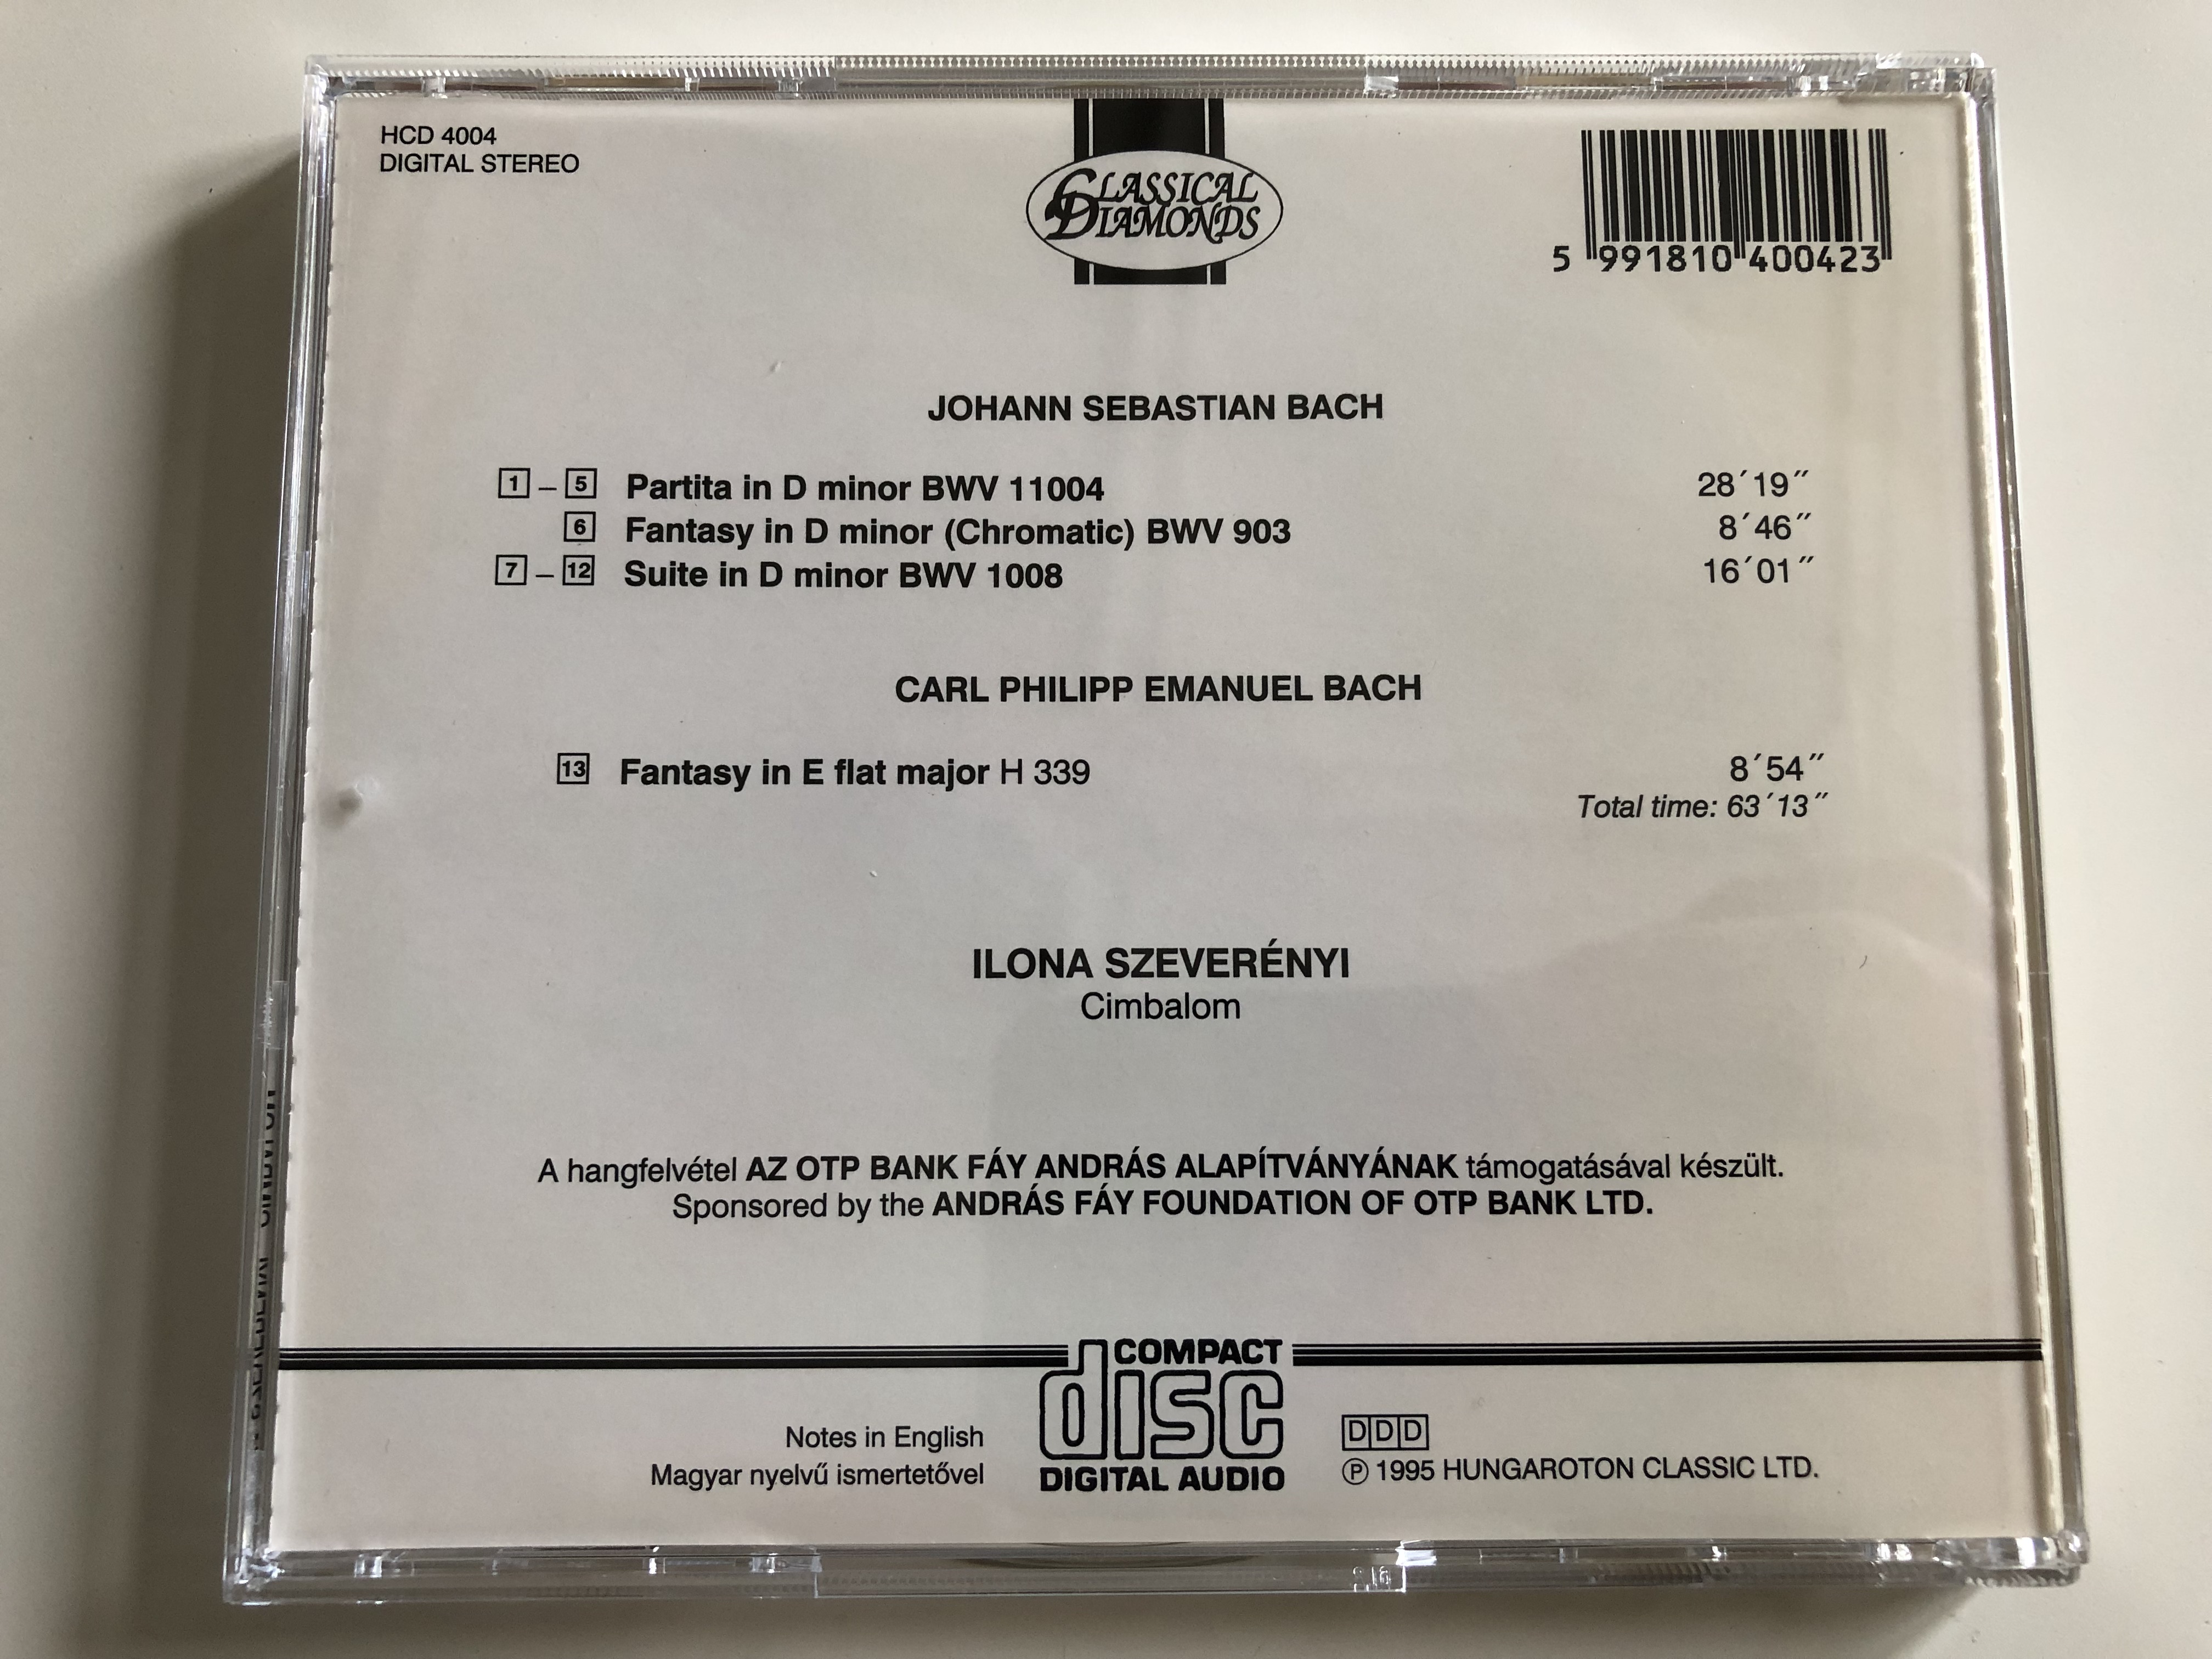 HCD 4004
DIGITAL STEREO
CLASSICAL
DIAMONDS
5 991810 400423
JOHANN SEBASTIAN BACH
1 – 5 Partita in D minor BWV 11004 28´19˝
6 Fantasy in D minor (Chromatic) BWV 903 8´46˝
7 – 12 Suite in D minor BWV 1008 16´01˝
CARL PHILIPP EMANUEL BACH
13 Fantasy in E flat major H 339 8´54˝
Total time: 63´13˝
ILONA SZEVERÉNYI
Cimbalom
A hangfelvétel AZ OTP BANK FÁY ANDRÁS ALAPÍTVÁNYÁNAK támogatásával készült.
Sponsored by the ANDRÁS FÁY FOUNDATION OF OTP BANK LTD.
COMPACT
disc
DIGITAL AUDIO
Notes in English
Magyar nyelvű ismertetővel
DDD
℗ 1995 HUNGAROTON CLASSIC LTD.